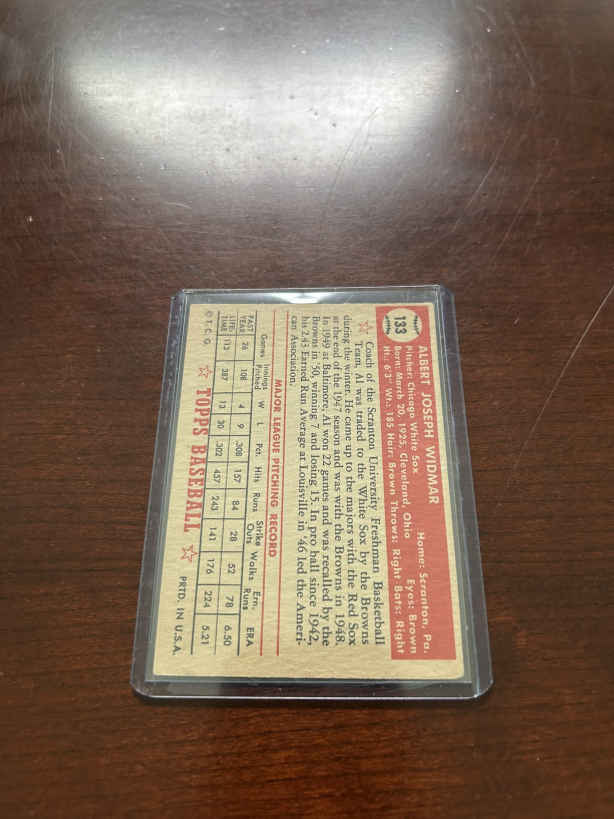 133
ALBERT JOSEPH WIDMAR
Pitcher: Chicago White Sox Home: Scranton, Pa.
Born: March 20, 1925, Cleveland, Ohio Eyes: Brown
Ht.: 6'3" Wt.: 185 Hair: Brown Throws: Right Bats: Right
Coach of the Scranton University Freshman Basketball
Team, Al was traded to the White Sox by the Browns
during the winter. He came up to the majors with the Red Sox
at the end of the 1947 season and was with the Browns in 1948.
In 1949 at Baltimore, Al won 22 games and was recalled by the
Browns in '50, winning 7 and losing 15. In pro ball since 1942,
his 2.43 Earned Run Average at Louisville in '46 led the Ameri-
can Association.
MAJOR LEAGUE PITCHING RECORD
Games Innings Pitched W L Pct. Hits Runs Strike Outs Walks Ern. Runs ERA
PAST YEAR 26 108 4 9 .308 157 84 28 52 78 6.50
LIFE TIME 113 387 13 30 .302 457 243 141 176 224 5.21
© T. C. G. TOPPS BASEBALL PRTD. IN U.S.A.